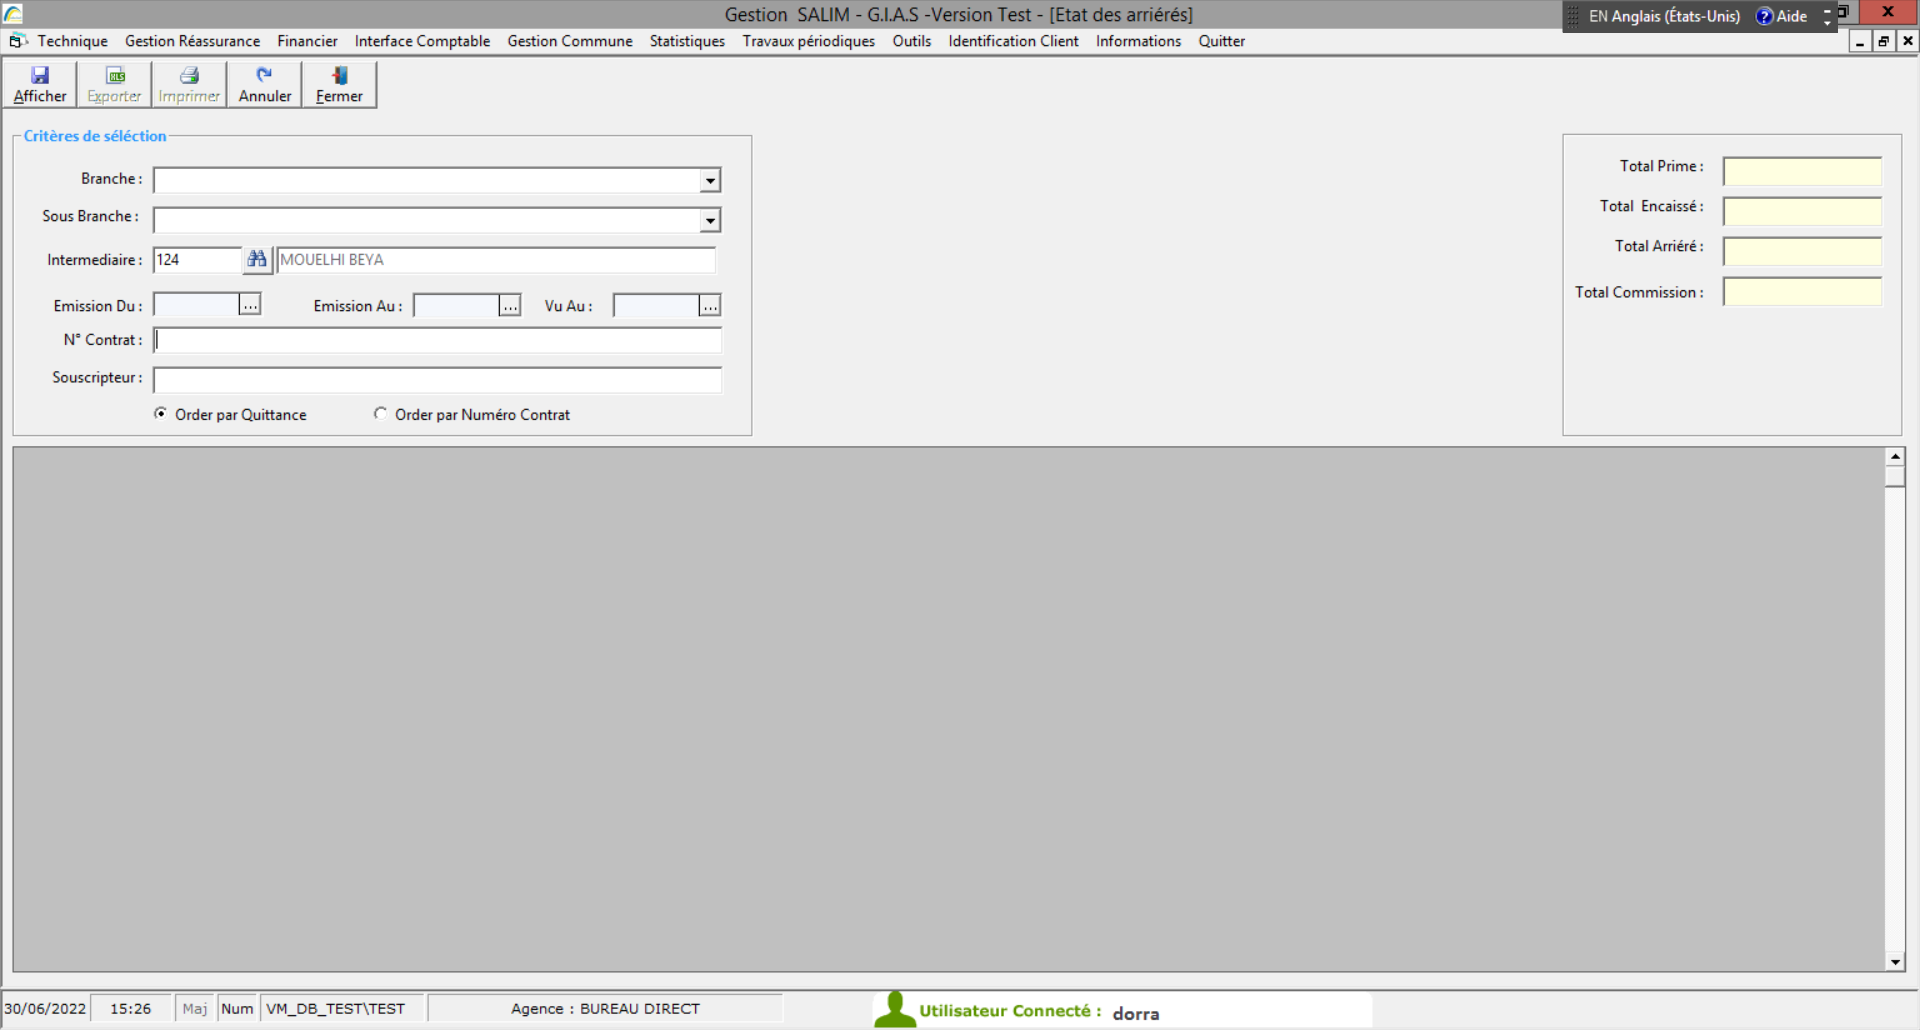 Gestion SALIM - G.I.A.S -Version Test - [Etat des arriérés]
EN Anglais (États-Unis) ? Aide
Technique Gestion Réassurance Financier Interface Comptable Gestion Commune Statistiques Travaux périodiques Outils Identification Client Informations Quitter
XLS
Afficher Exporter Imprimer Annuler Fermer
Critères de séléction
Branche :
Sous Branche :
Intermediaire : 124 MOUELHI BEYA
Emission Du : ... Emission Au : ... Vu Au : ...
N° Contrat :
Souscripteur :
Order par Quittance Order par Numéro Contrat
Total Prime :
Total Encaissé :
Total Arriéré :
Total Commission :
30/06/2022 15:26 Maj Num VM_DB_TEST\TEST Agence : BUREAU DIRECT Utilisateur Connecté : dorra